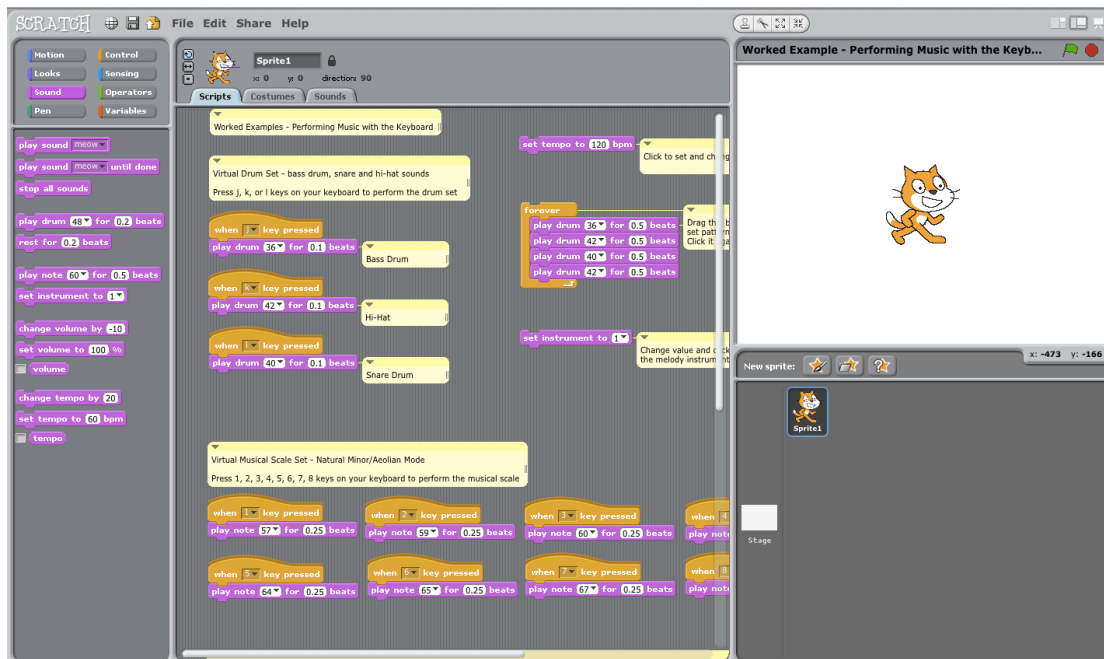 SCRATCH File Edit Share Help
Motion Control
Looks Sensing
Sound Operators
Pen Variables
play sound meow
play sound meow until done
stop all sounds
play drum 48 for 0.2 beats
rest for 0.2 beats
play note 60 for 0.5 beats
set instrument to 1
change volume by -10
set volume to 100 %
volume
change tempo by 20
set tempo to 60 bpm
tempo
Sprite1
x: 0 y: 0 direction: 90
Scripts Costumes Sounds
Worked Examples - Performing Music with the Keyboard
Virtual Drum Set - bass drum, snare and hi-hat sounds
Press j, k, or l keys on your keyboard to perform the drum set
when j key pressed
play drum 36 for 0.1 beats
Bass Drum
when k key pressed
play drum 42 for 0.1 beats
Hi-Hat
when l key pressed
play drum 40 for 0.1 beats
Snare Drum
set tempo to 120 bpm
Click to set and
forever
play drum 36 for 0.5 beats
play drum 42 for 0.5 beats
play drum 40 for 0.5 beats
play drum 42 for 0.5 beats
Drag the
set
Click
set instrument to 1
Change value and
the melody
Virtual Musical Scale Set - Natural Minor/Aeolian Mode
Press 1, 2, 3, 4, 5, 6, 7, 8 keys on your keyboard to perform the musical scale
when 1 key pressed
play note 57 for 0.25 beats
when 2 key pressed
play note 59 for 0.25 beats
when 3 key pressed
play note 60 for 0.25 beats
when 4
play
when 5 key pressed
play note 64 for 0.25 beats
when 6 key pressed
play note 65 for 0.25 beats
when 7 key pressed
play note 67 for 0.25 beats
when 8
play
Worked Example - Performing Music with the Keyb...
x: -473 y: -166
New sprite:
Sprite1
Stage